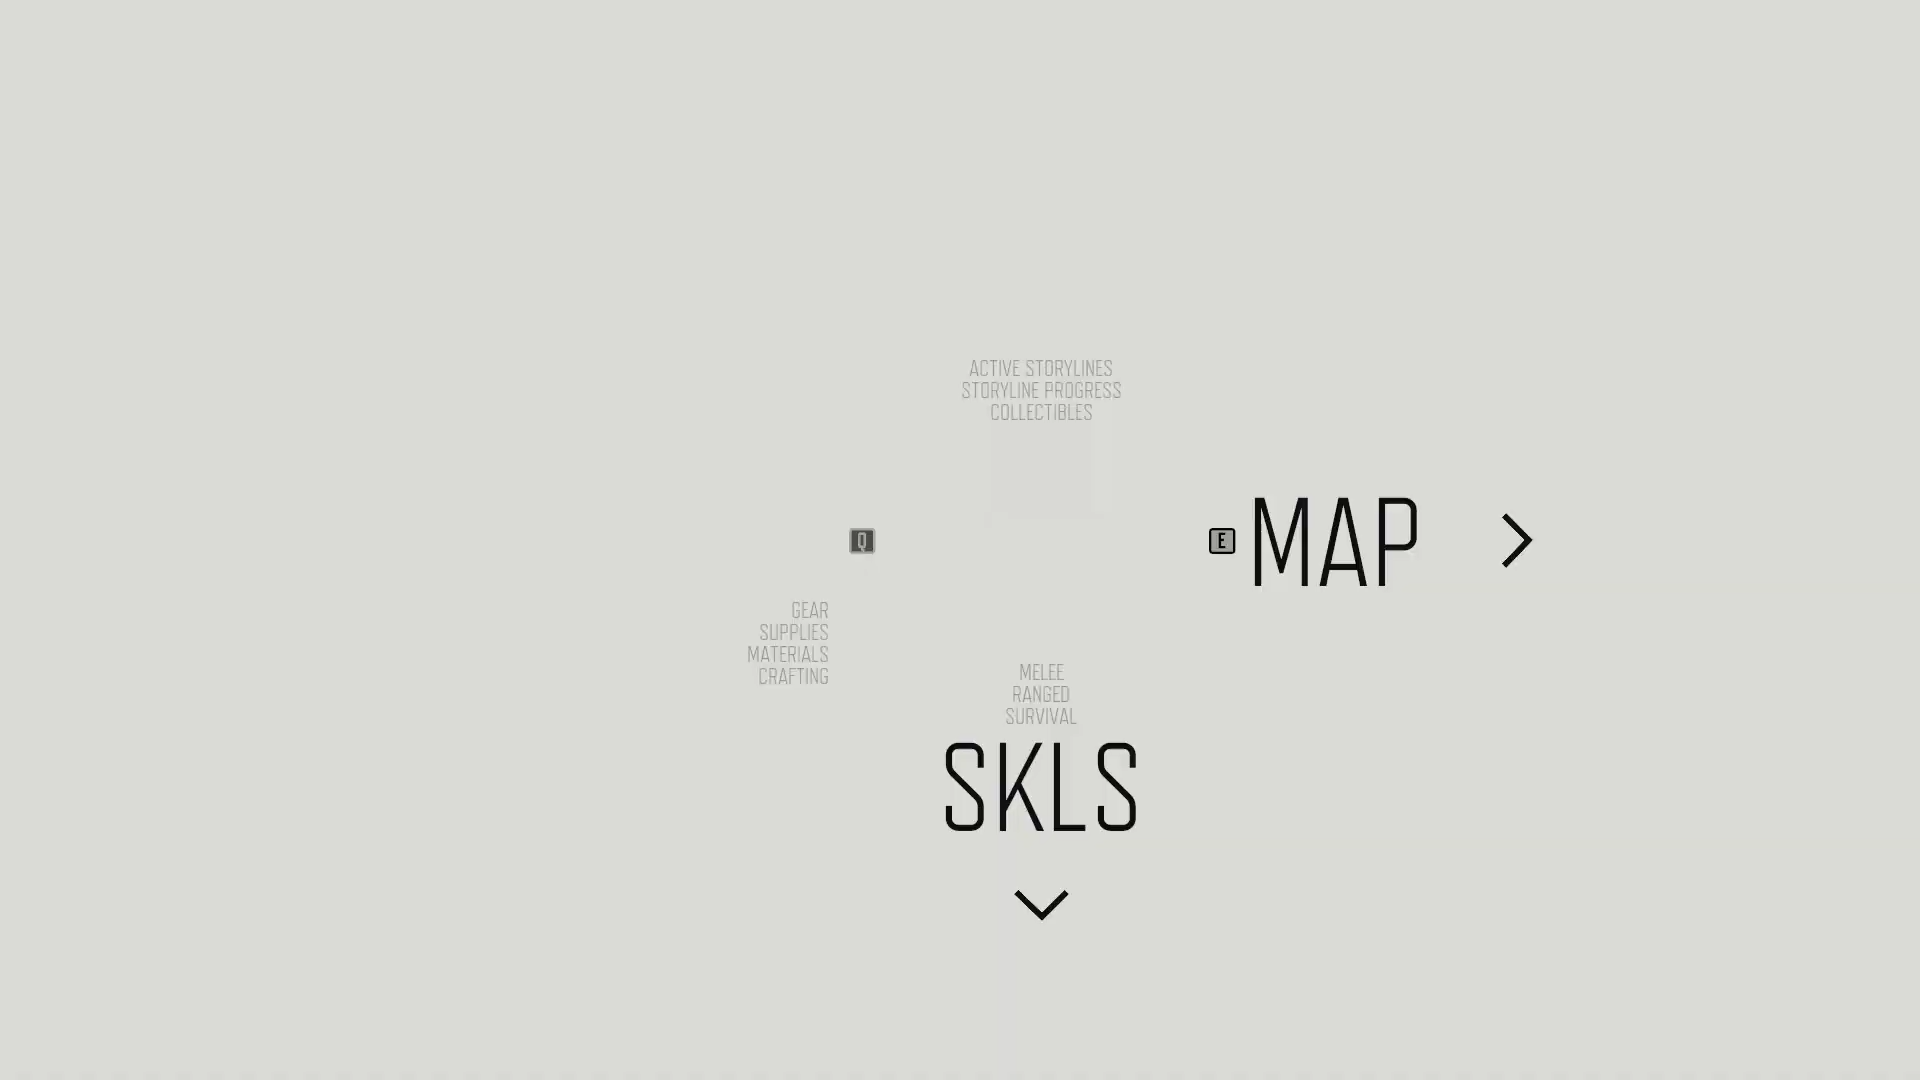 ACTIVE STORYLINES
STORYLINE PROGRESS
COLLECTIBLES
Q
E
MAP
GEAR
SUPPLIES
MATERIALS
CRAFTING
MELEE
RANGED
SURVIVAL
SKLS